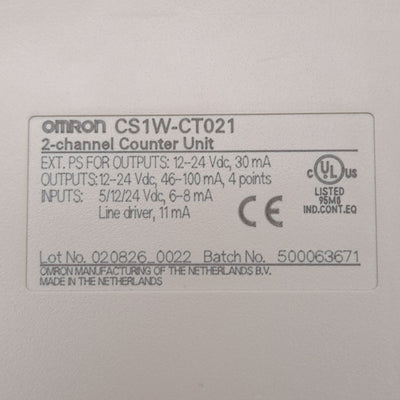 OMRON CS1W-CT021
2-channel Counter Unit
EXT. PS FOR OUTPUTS: 12-24 Vdc, 30 mA
OUTPUTS: 12-24 Vdc, 46-100 mA, 4 points
INPUTS: 5/12/24 Vdc, 6-8 mA
Line driver, 11 mA
CE
c UL US
LISTED
95M8
IND.CONT.EQ
Lot No. 020826_0022 Batch No. 500063671
OMRON MANUFACTURING OF THE NETHERLANDS B.V.
MADE IN THE NETHERLANDS